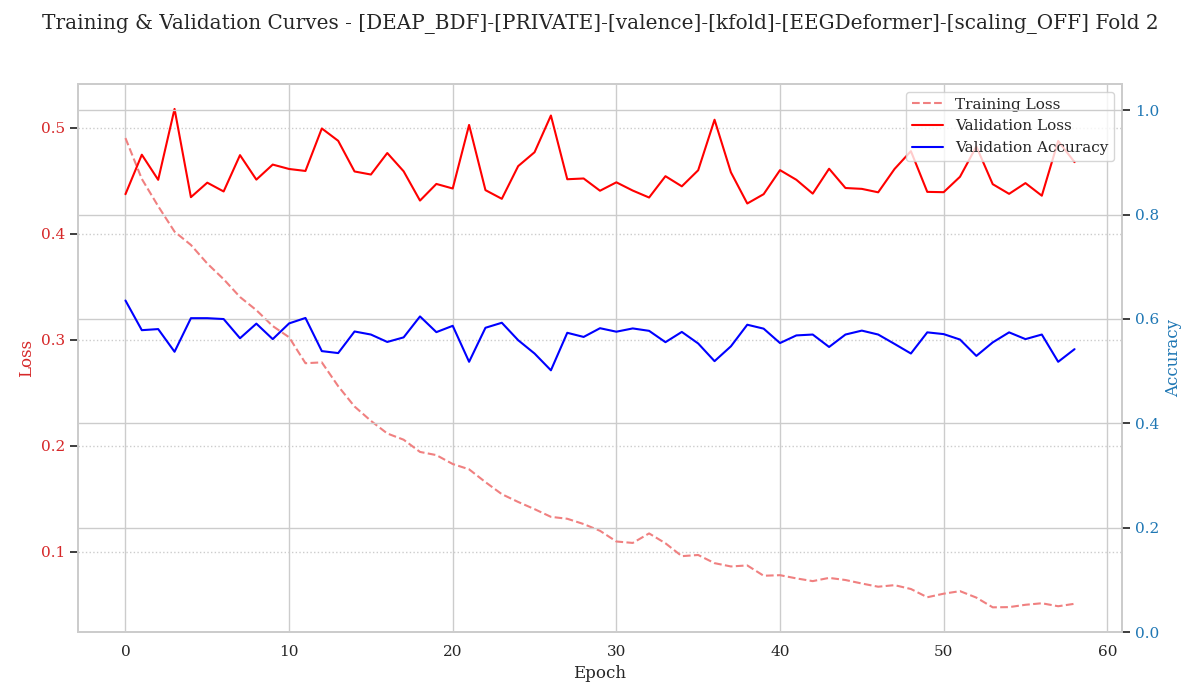 Training & Validation Curves - [DEAP_BDF]-[PRIVATE]-[valence]-[kfold]-[EEGDeformer]-[scaling_OFF] Fold 2
Training Loss
Validation Loss
Validation Accuracy
0.5
0.4
0.3
0.2
0.1
Loss
1.0
0.8
0.6
0.4
0.2
0.0
Accuracy
0
10
20
30
40
50
60
Epoch